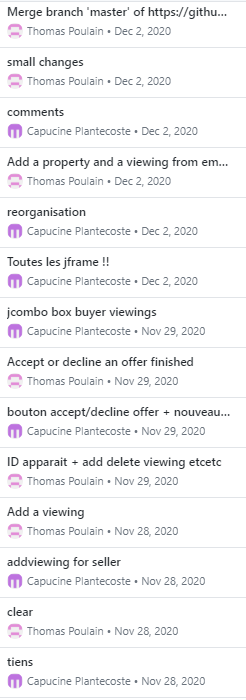 Merge branch 'master' of https://githu...
Thomas Poulain • Dec 2, 2020
small changes
Thomas Poulain • Dec 2, 2020
comments
Capucine Plantecoste • Dec 2, 2020
Add a property and a viewing from em...
Thomas Poulain • Dec 2, 2020
reorganisation
Capucine Plantecoste • Dec 2, 2020
Toutes les jframe !!
Capucine Plantecoste • Dec 2, 2020
jcombo box buyer viewings
Capucine Plantecoste • Nov 29, 2020
Accept or decline an offer finished
Thomas Poulain • Nov 29, 2020
bouton accept/decline offer + nouveau...
Capucine Plantecoste • Nov 29, 2020
ID apparait + add delete viewing etcetc
Thomas Poulain • Nov 29, 2020
Add a viewing
Thomas Poulain • Nov 28, 2020
addviewing for seller
Capucine Plantecoste • Nov 28, 2020
clear
Thomas Poulain • Nov 28, 2020
tiens
Capucine Plantecoste • Nov 28, 2020